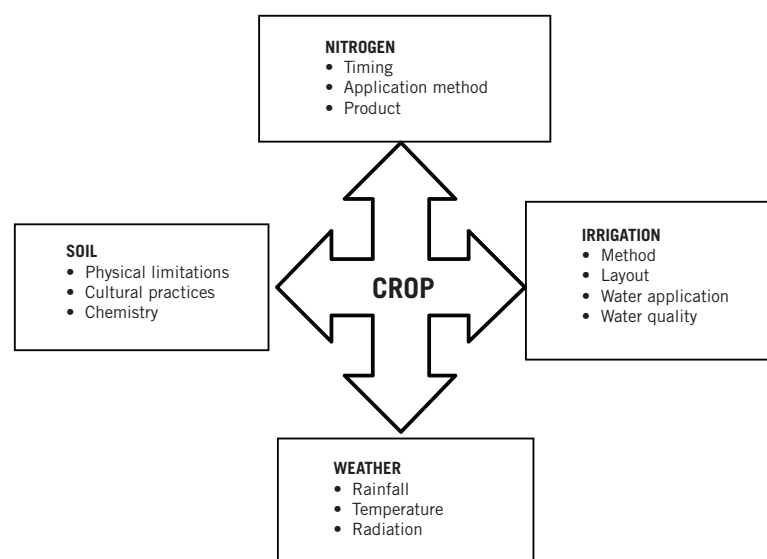 NITROGEN
• Timing
• Application method
• Product
SOIL
• Physical limitations
• Cultural practices
• Chemistry
CROP
IRRIGATION
• Method
• Layout
• Water application
• Water quality
WEATHER
• Rainfall
• Temperature
• Radiation